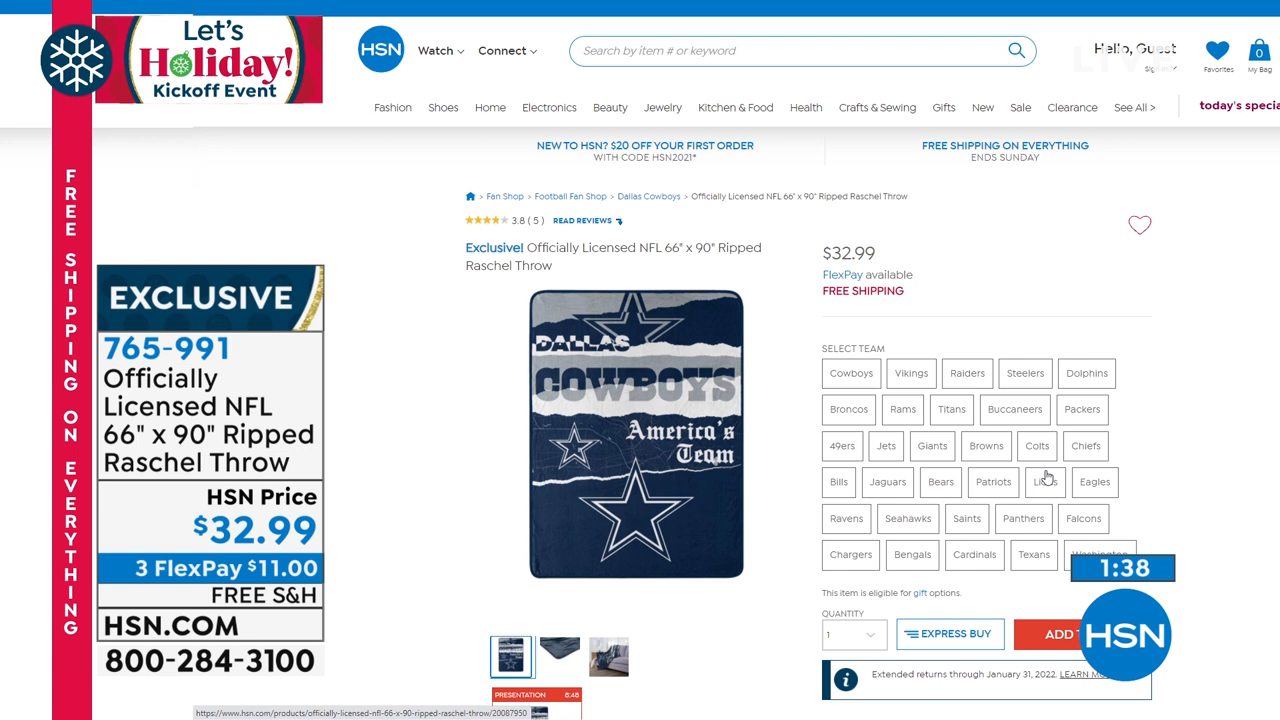 Let's
Holiday!
Kickoff Event
HSN
Watch
Connect
Search by item # or keyword
Hello, Guest
LIVE
Favorites
0
My Bag
Fashion
Shoes
Home
Electronics
Beauty
Jewelry
Kitchen & Food
Health
Crafts & Sewing
Gifts
New
Sale
Clearance
See All >
today's specia
NEW TO HSN? $20 OFF YOUR FIRST ORDER
WITH CODE HSN2021*
FREE SHIPPING ON EVERYTHING
ENDS SUNDAY
FREE SHIPPING ON EVERYTHING
> Fan Shop > Football Fan Shop > Dallas Cowboys > Officially Licensed NFL 66" x 90" Ripped Raschel Throw
3.8 ( 5 ) READ REVIEWS
Exclusive! Officially Licensed NFL 66" x 90" Ripped
Raschel Throw
DALLAS
COWBOYS
America's
Team
$32.99
FlexPay available
FREE SHIPPING
SELECT TEAM
Cowboys
Vikings
Raiders
Steelers
Dolphins
Broncos
Rams
Titans
Buccaneers
Packers
49ers
Jets
Giants
Browns
Colts
Chiefs
Bills
Jaguars
Bears
Patriots
Eagles
Ravens
Seahawks
Saints
Panthers
Falcons
Chargers
Bengals
Cardinals
Texans
Washington
This item is eligible for gift options.
QUANTITY
1
EXPRESS BUY
ADD
1:38
HSN
Extended returns through January 31, 2022. LEARN
PRESENTATION 8:48
https://www.hsn.com/products/officially-licensed-nfl-66-x-90-ripped-raschel-throw/20087950
EXCLUSIVE
765-991
Officially
Licensed NFL
66" x 90" Ripped
Raschel Throw
HSN Price
$32.99
3 FlexPay $11.00
FREE S&H
HSN.COM
800-284-3100